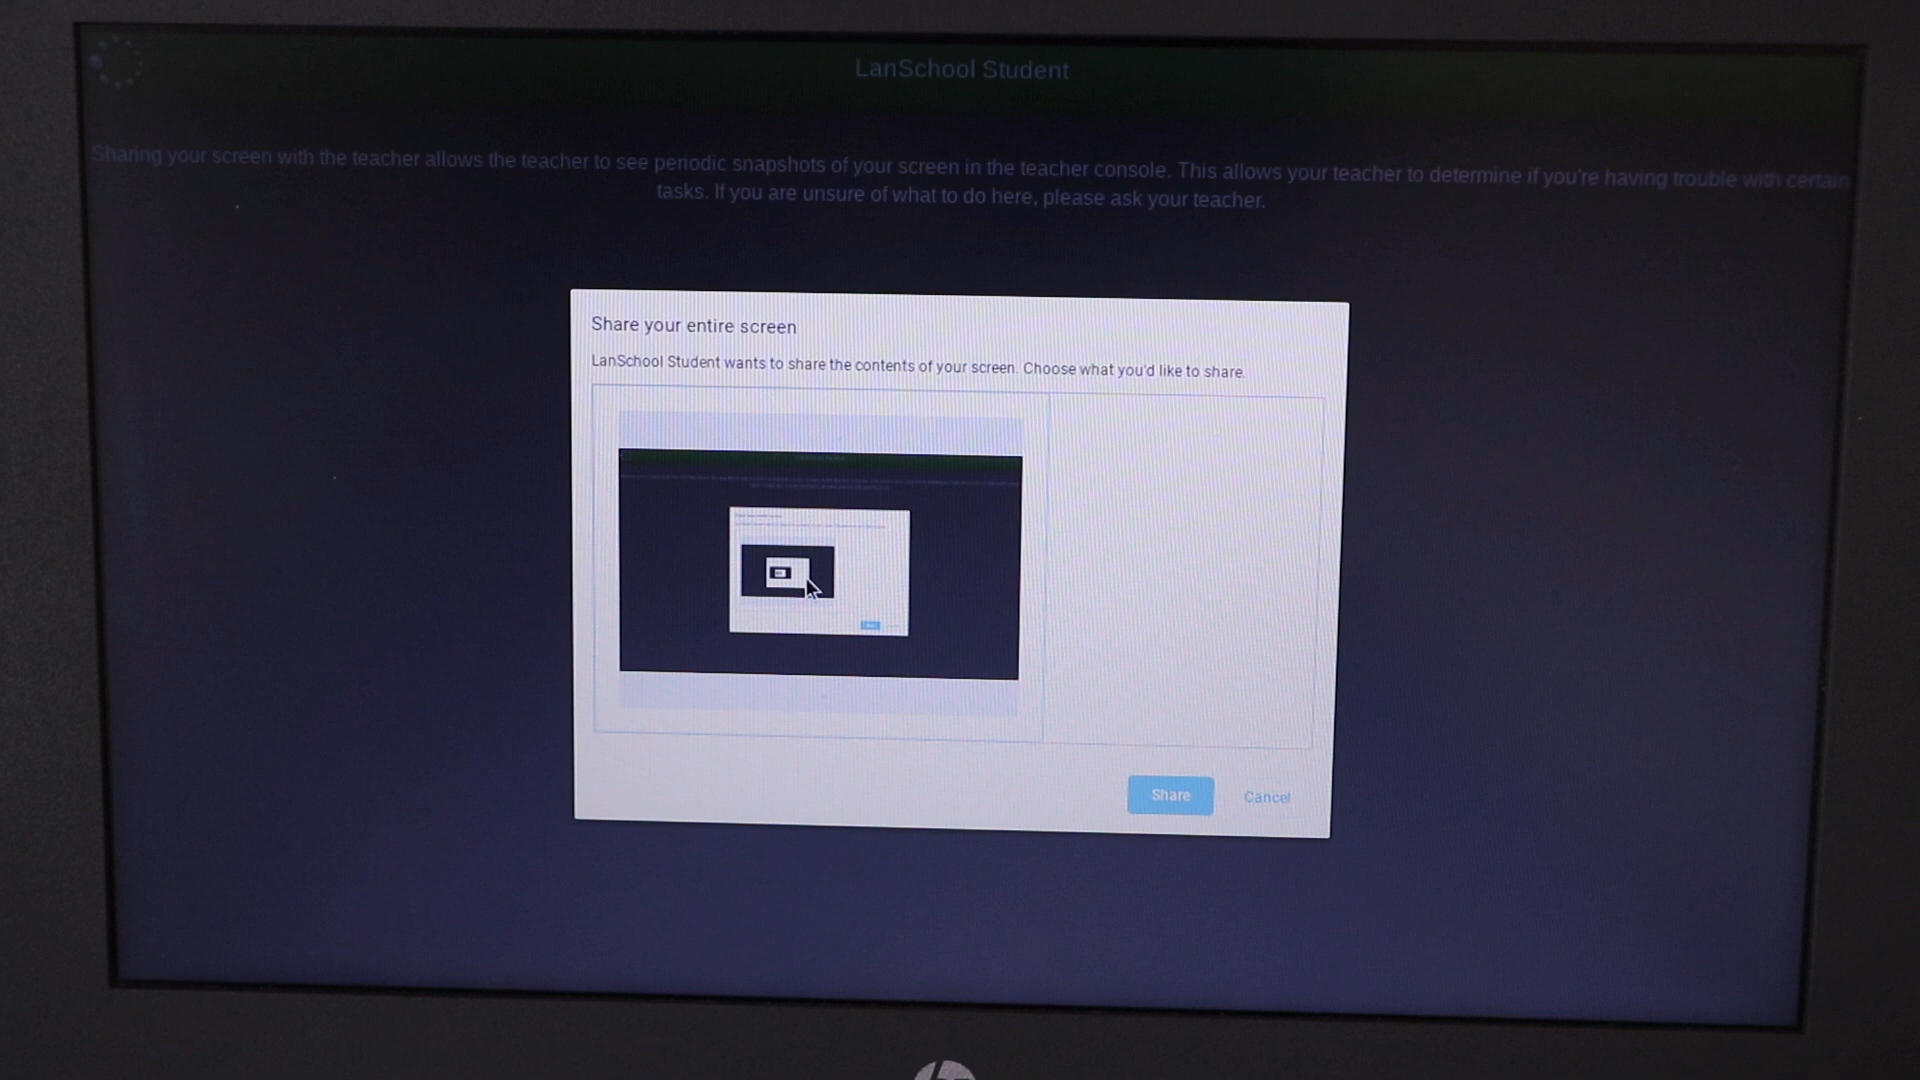 LanSchool Student
Sharing your screen with the teacher allows the teacher to see periodic snapshots of your screen in the teacher console. This allows your teacher to determine if you're having trouble with certain
tasks. If you are unsure of what to do here, please ask your teacher.
Share your entire screen
LanSchool Student wants to share the contents of your screen. Choose what you'd like to share.
Share
Cancel